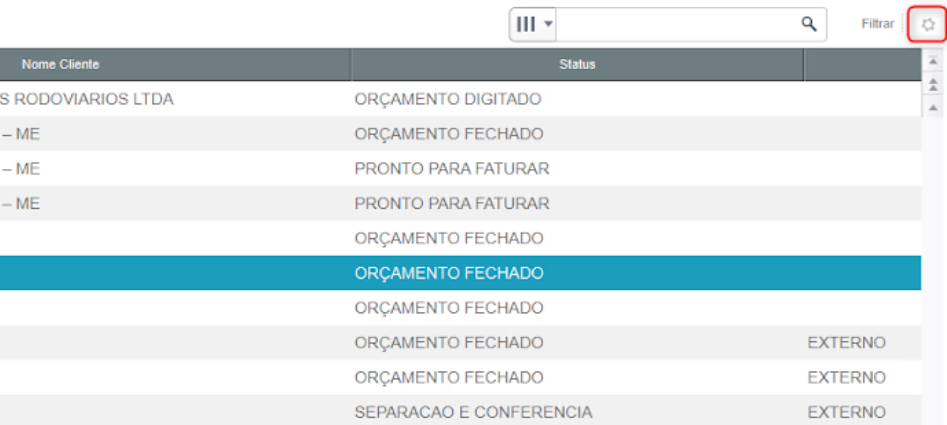 Filtrar
Nome Cliente Status
S RODOVIARIOS LTDA ORÇAMENTO DIGITADO
– ME ORÇAMENTO FECHADO
– ME PRONTO PARA FATURAR
– ME PRONTO PARA FATURAR
ORÇAMENTO FECHADO
ORÇAMENTO FECHADO
ORÇAMENTO FECHADO
ORÇAMENTO FECHADO EXTERNO
ORÇAMENTO FECHADO EXTERNO
SEPARACAO E CONFERENCIA EXTERNO